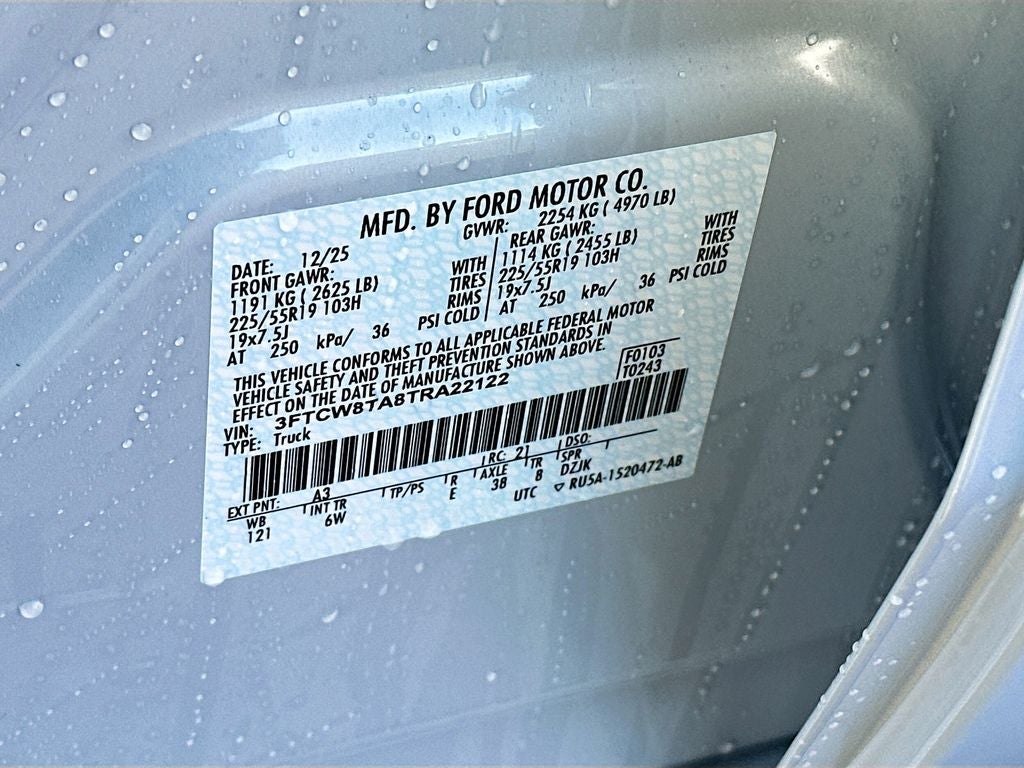 MFD. BY FORD MOTOR CO.
DATE: 12/25
GVWR: 2254 KG ( 4970 LB)
FRONT GAWR:
1191 KG ( 2625 LB) WITH
225/55R19 103H TIRES
19x7.5J RIMS
AT 250 kPa/ 36 PSI COLD
REAR GAWR:
1114 KG ( 2455 LB) WITH
225/55R19 103H TIRES
19x7.5J RIMS
AT 250 kPa/ 36 PSI COLD
THIS VEHICLE CONFORMS TO ALL APPLICABLE FEDERAL MOTOR
VEHICLE SAFETY AND THEFT PREVENTION STANDARDS IN
EFFECT ON THE DATE OF MANUFACTURE SHOWN ABOVE.
VIN: 3FTCW8TA8TRA22122
TYPE: Truck
F0103
T0243
EXT PNT: A3 RC: 21 DSO:
WB INT TR TP/PS R AXLE TR SPR
121 6W E 38 8 DZJK
UTC ▽ RU5A-1520472-AB